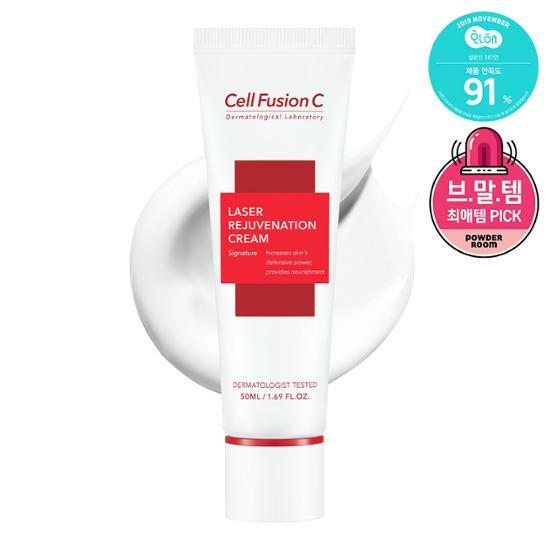 Cell Fusion C
Dermatological Laboratory
LASER
REJUVENATION
CREAM
Signature
Increases skin's
defensive power,
provides nourishment
DERMATOLOGIST TESTED
50ML / 1.69 FL.OZ.
2019 NOVEMBER
제품 만족도
91 %
브.말.템
최애템 PICK
POWDER
ROOM